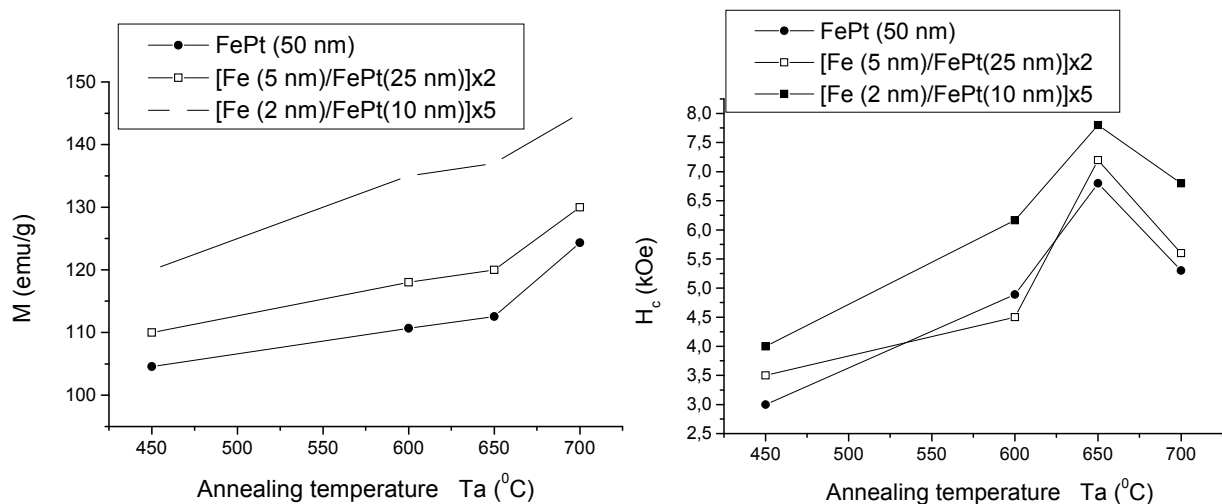 FePt (50 nm)
[Fe (5 nm)/FePt(25 nm)]x2
[Fe (2 nm)/FePt(10 nm)]x5
150
140
130
120
110
100
M (emu/g)
450 500 550 600 650 700
Annealing temperature Ta (⁰C)
FePt (50 nm)
[Fe (5 nm)/FePt(25 nm)]x2
[Fe (2 nm)/FePt(10 nm)]x5
8,0
7,5
7,0
6,5
6,0
5,5
5,0
4,5
4,0
3,5
3,0
2,5
H_c (kOe)
450 500 550 600 650 700
Annealing temperature Ta (⁰C)